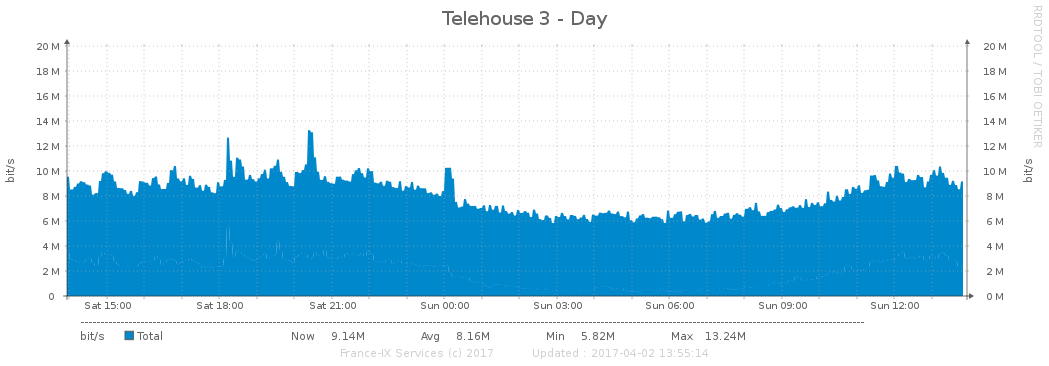 Telehouse 3 - Day
RRDTOOL / TOBI OETIKER
bit/s
20 M 20 M
18 M 18 M
16 M 16 M
14 M 14 M
12 M 12 M
10 M 10 M
8 M 8 M
6 M 6 M
4 M 4 M
2 M 2 M
0 0 M
bit/s
Sat 15:00 Sat 18:00 Sat 21:00 Sun 00:00 Sun 03:00 Sun 06:00 Sun 09:00 Sun 12:00
bit/s Total Now 9.14M Avg 8.16M Min 5.82M Max 13.24M
France-IX Services (c) 2017 Updated : 2017-04-02 13:55:14